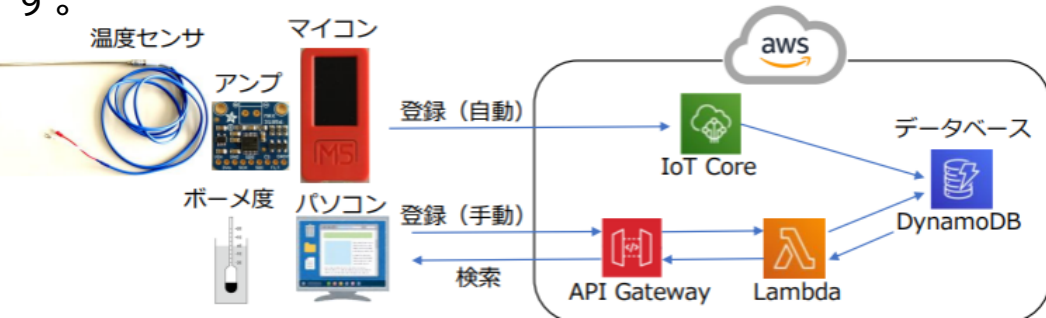 す。
温度センサ
アンプ
マイコン
M5
登録（自動）
aws
IoT Core
データベース
DynamoDB
ボーメ度
パソコン
登録（手動）
検索
API Gateway
Lambda